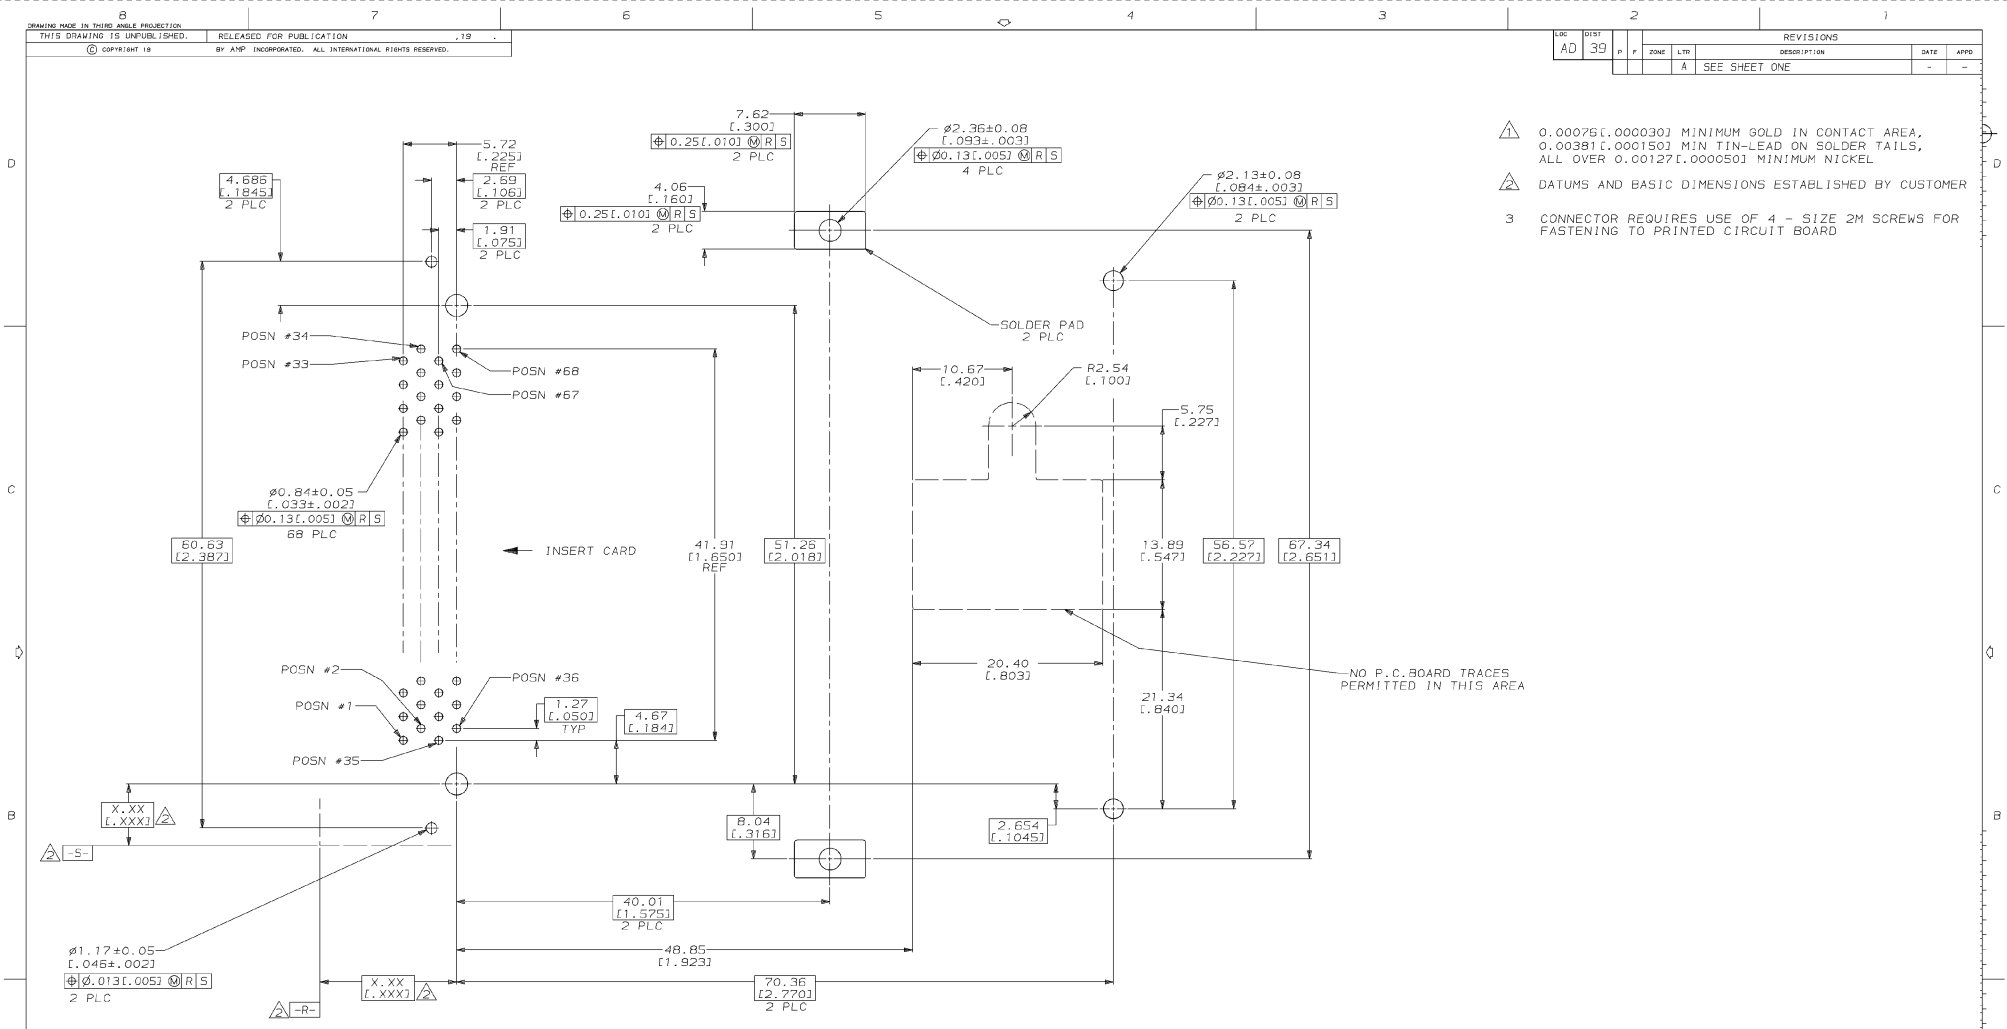 8 7 6 5 4 3 2 1
DRAWING MADE IN THIRD ANGLE PROJECTION
THIS DRAWING IS UNPUBLISHED. RELEASED FOR PUBLICATION ,19 .
© COPYRIGHT 19 BY AMP INCORPORATED. ALL INTERNATIONAL RIGHTS RESERVED.
LOC DIST REVISIONS
AD 39 P F ZONE LTR DESCRIPTION DATE APPD
A SEE SHEET ONE - -
1 0.00076[.000030] MINIMUM GOLD IN CONTACT AREA,
0.00381[.000150] MIN TIN-LEAD ON SOLDER TAILS,
ALL OVER 0.00127[.000050] MINIMUM NICKEL
2 DATUMS AND BASIC DIMENSIONS ESTABLISHED BY CUSTOMER
3 CONNECTOR REQUIRES USE OF 4 - SIZE 2M SCREWS FOR
FASTENING TO PRINTED CIRCUIT BOARD
D
D
5.72
[.225]
REF
4.686
[.1845]
2 PLC
2.69
[.106]
2 PLC
1.91
[.075]
2 PLC
7.62
[.300]
⌖ 0.25[.010] Ⓜ R S
2 PLC
4.06
[.160]
⌖ 0.25[.010] Ⓜ R S
2 PLC
ø2.36±0.08
[.093±.003]
⌖ ø0.13[.005] Ⓜ R S
4 PLC
ø2.13±0.08
[.084±.003]
⌖ ø0.13[.005] Ⓜ R S
2 PLC
POSN #34
POSN #33
POSN #68
POSN #67
SOLDER PAD
2 PLC
10.67
[.420]
R2.54
[.100]
5.75
[.227]
C
C
ø0.84±0.05
[.033±.002]
⌖ ø0.13[.005] Ⓜ R S
68 PLC
60.63
[2.387]
INSERT CARD
41.91
[1.650]
REF
51.26
[2.018]
13.89
[.547]
56.57
[2.227]
67.34
[2.651]
20.40
[.803]
21.34
[.840]
NO P.C.BOARD TRACES
PERMITTED IN THIS AREA
POSN #2
POSN #1
POSN #36
POSN #35
1.27
[.050]
TYP
4.67
[.184]
B
B
X.XX
[.XXX] 2
2 -S-
8.04
[.316]
2.654
[.1045]
40.01
[1.575]
2 PLC
48.85
[1.923]
ø1.17±0.05
[.046±.002]
⌖ ø.013[.005] Ⓜ R S
2 PLC
X.XX
[.XXX] 2
70.36
[2.770]
2 PLC
2 -R-